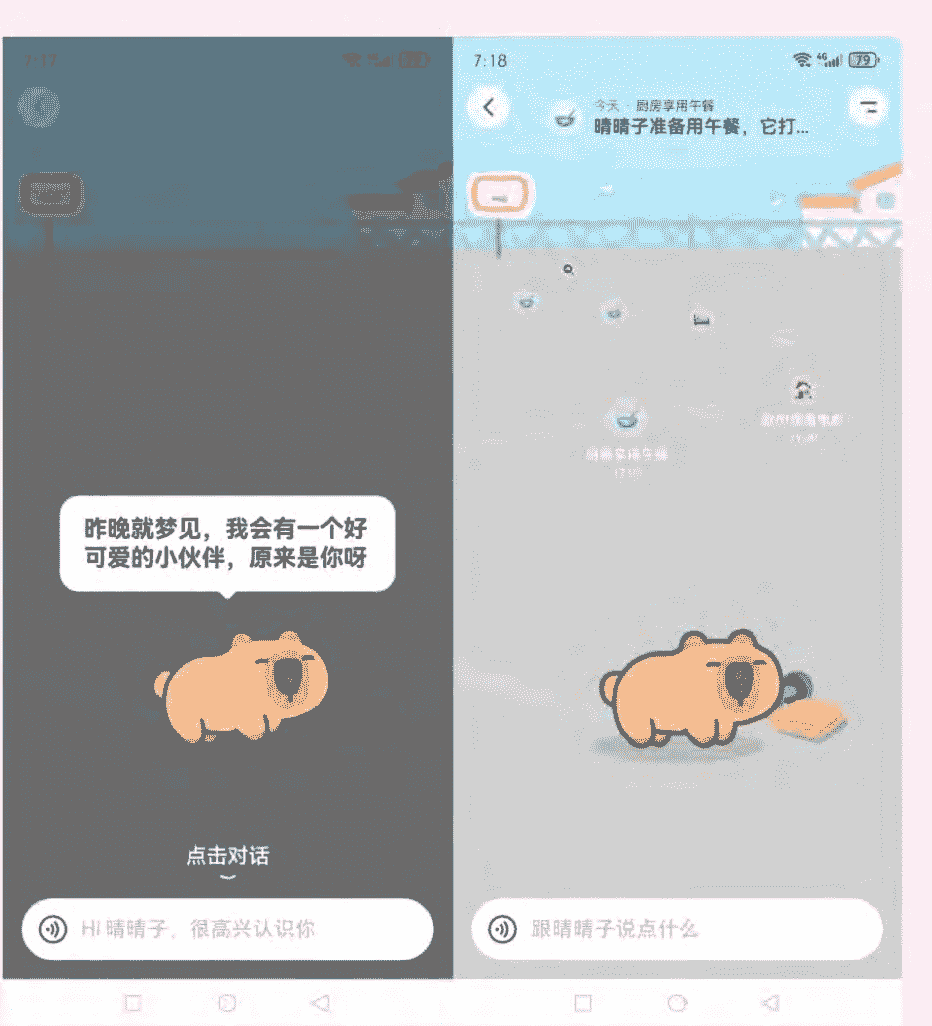 7:17
昨晚就梦见，我会有一个好
可爱的小伙伴，原来是你呀
点击对话
Hi 晴晴子，很高兴认识你
7:18
4G
79
今天 · 厨房享用午餐
晴晴子准备用午餐，它打...
跟晴晴子说点什么